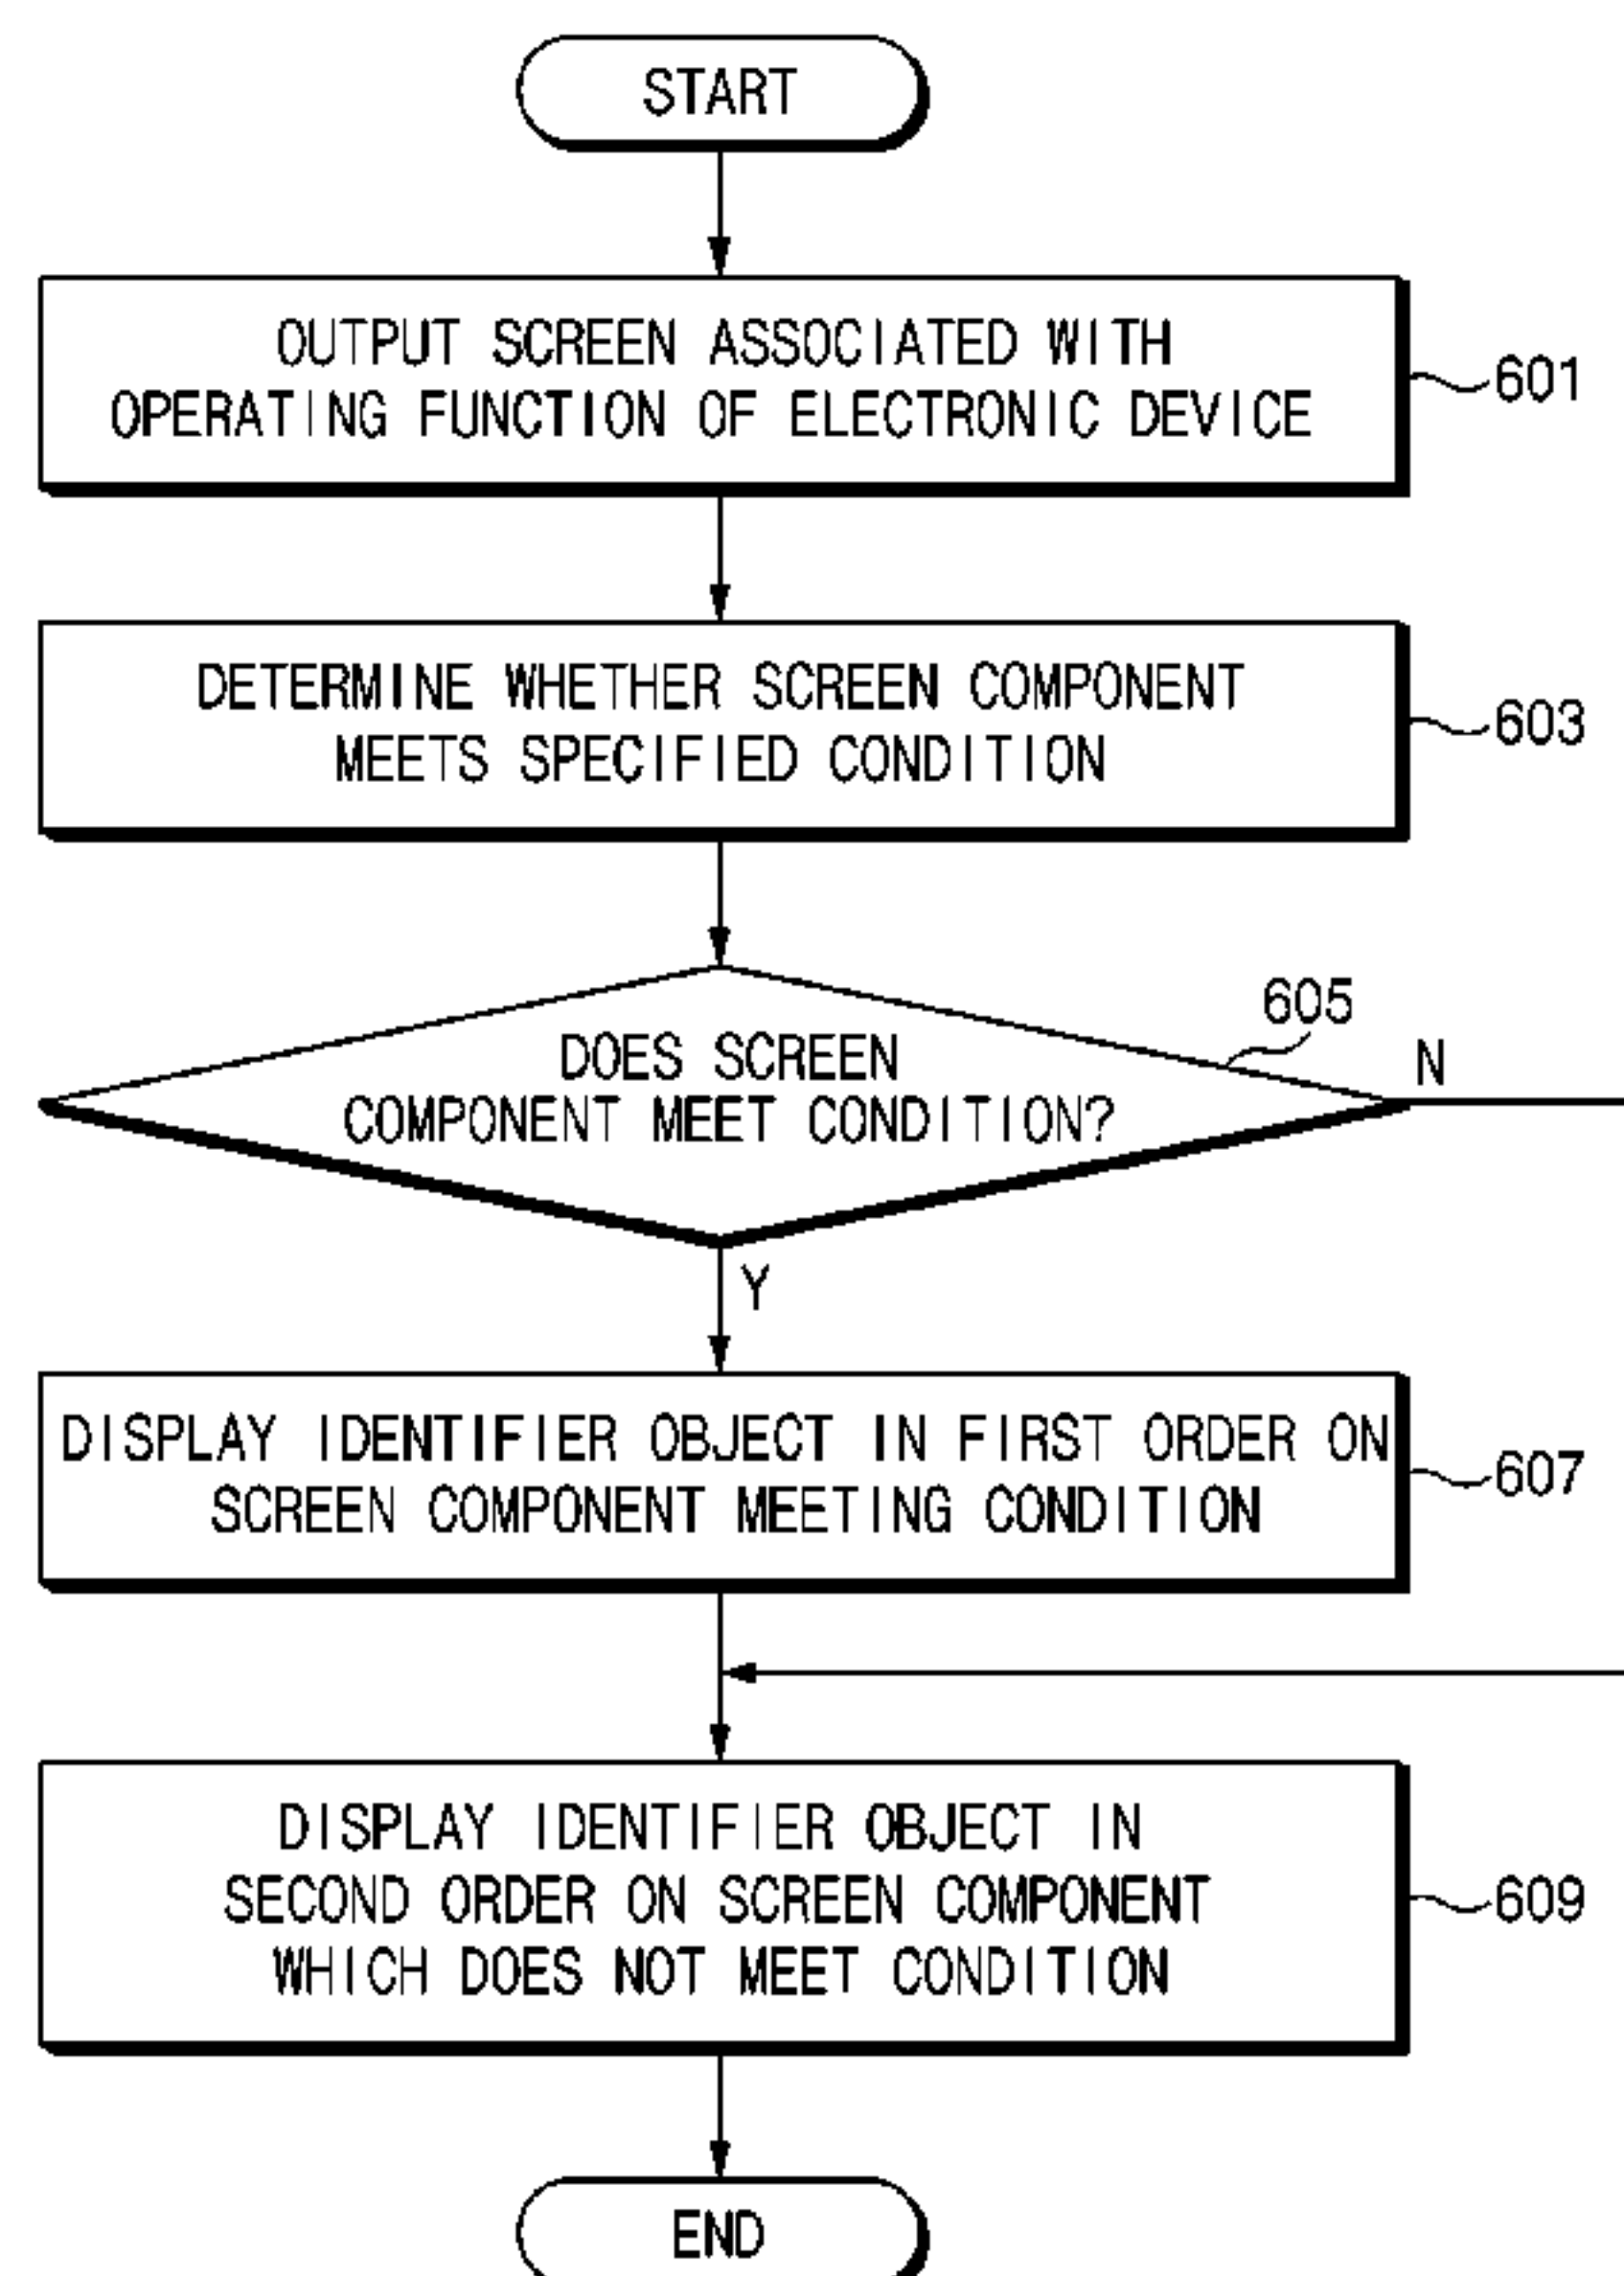 START
OUTPUT SCREEN ASSOCIATED WITH
OPERATING FUNCTION OF ELECTRONIC DEVICE
601
DETERMINE WHETHER SCREEN COMPONENT
MEETS SPECIFIED CONDITION
603
605
DOES SCREEN
COMPONENT MEET CONDITION?
N
Y
DISPLAY IDENTIFIER OBJECT IN FIRST ORDER ON
SCREEN COMPONENT MEETING CONDITION
607
DISPLAY IDENTIFIER OBJECT IN
SECOND ORDER ON SCREEN COMPONENT
WHICH DOES NOT MEET CONDITION
609
END